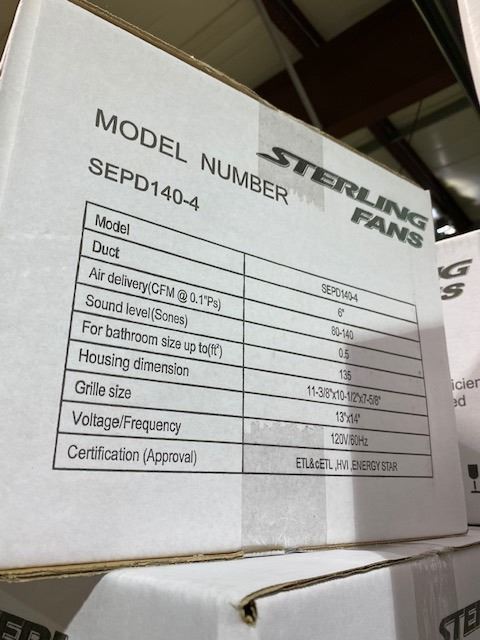 STERLING
FANS
MODEL NUMBER
SEPD140-4
Model SEPD140-4
Duct 6"
Air delivery(CFM @ 0.1"Ps) 80-140
Sound level(Sones) 0.5
For bathroom size up to(ft²) 135
Housing dimension 11-3/8"x10-1/2"x7-5/8"
Grille size 13"x14"
Voltage/Frequency 120V/60Hz
Certification (Approval) ETL&cETL ,HVI ,ENERGY STAR